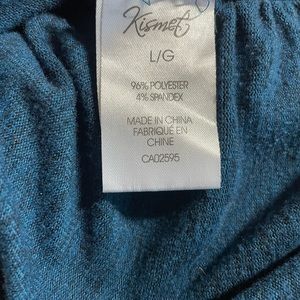 Kismet
L/G
96% POLYESTER
4% SPANDEX
MADE IN CHINA
FABRIQUÉ EN
CHINE
CA02595